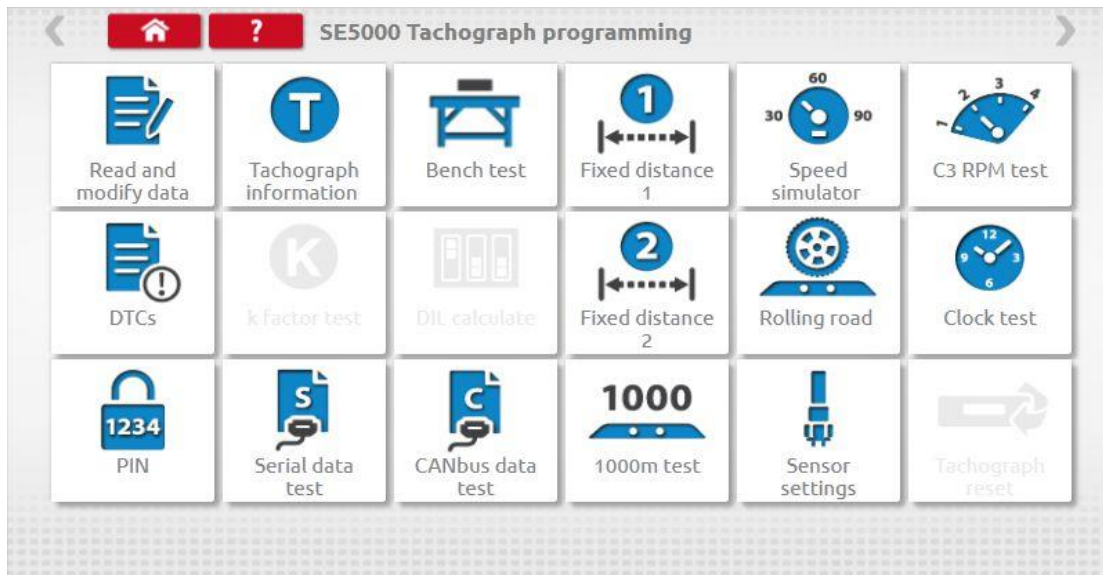 ? SE5000 Tachograph programming
Read and
modify data
T
Tachograph
information
Bench test
1
Fixed distance
1
30 60 90
Speed
simulator
1 2 3 4
C3 RPM test
DTCs
K
k factor test
DIL calculate
2
Fixed distance
2
Rolling road
12
9 3
6
Clock test
1234
PIN
S
Serial data
test
C
CANbus data
test
1000
1000m test
Sensor
settings
Tachograph
reset